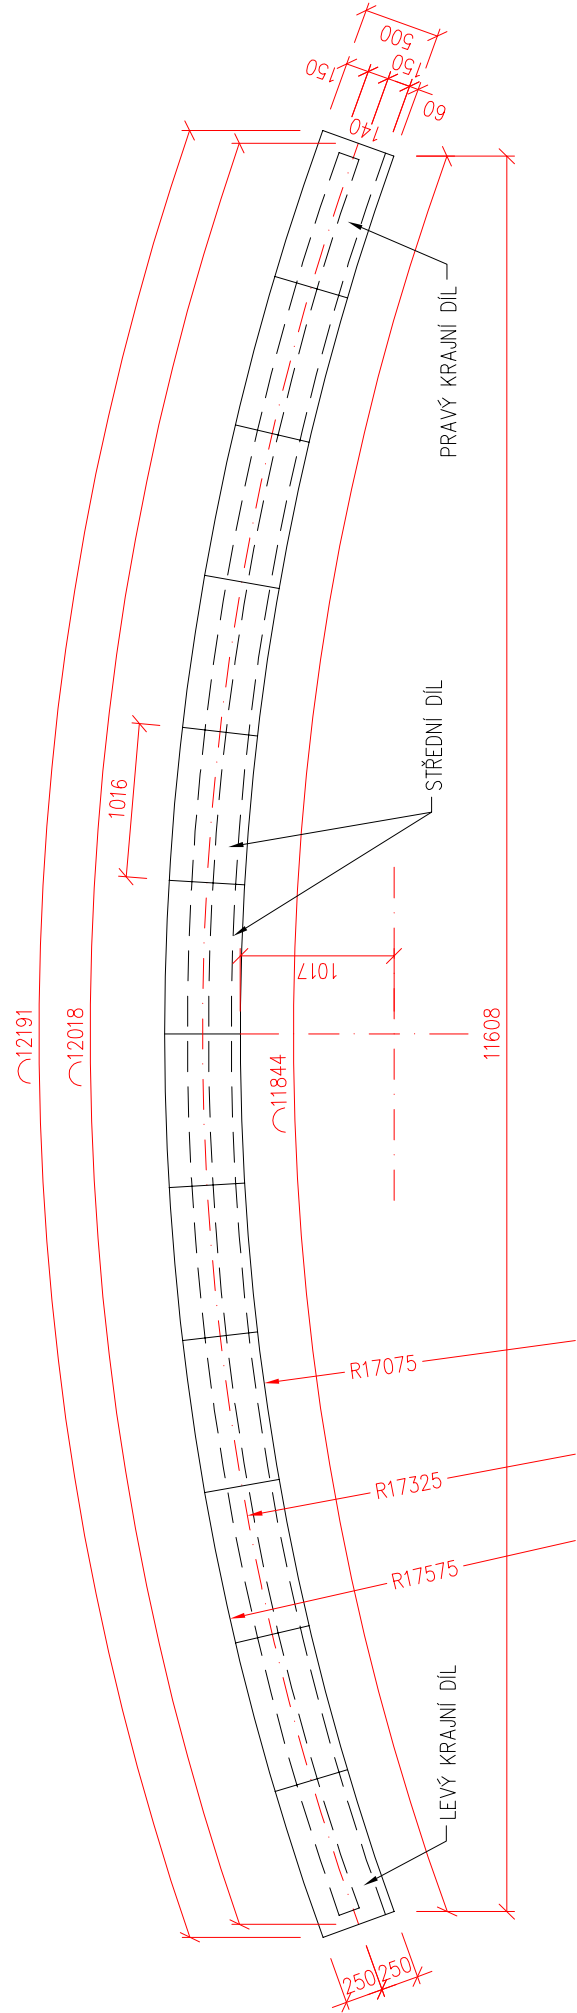 500
150
150
60
140
PRAVÝ KRAJNÍ DÍL
1016
STŘEDNÍ DÍL
1017
⌒12191
⌒12018
⌒11844
11608
R17075
R17325
R17575
LEVÝ KRAJNÍ DÍL
250
250